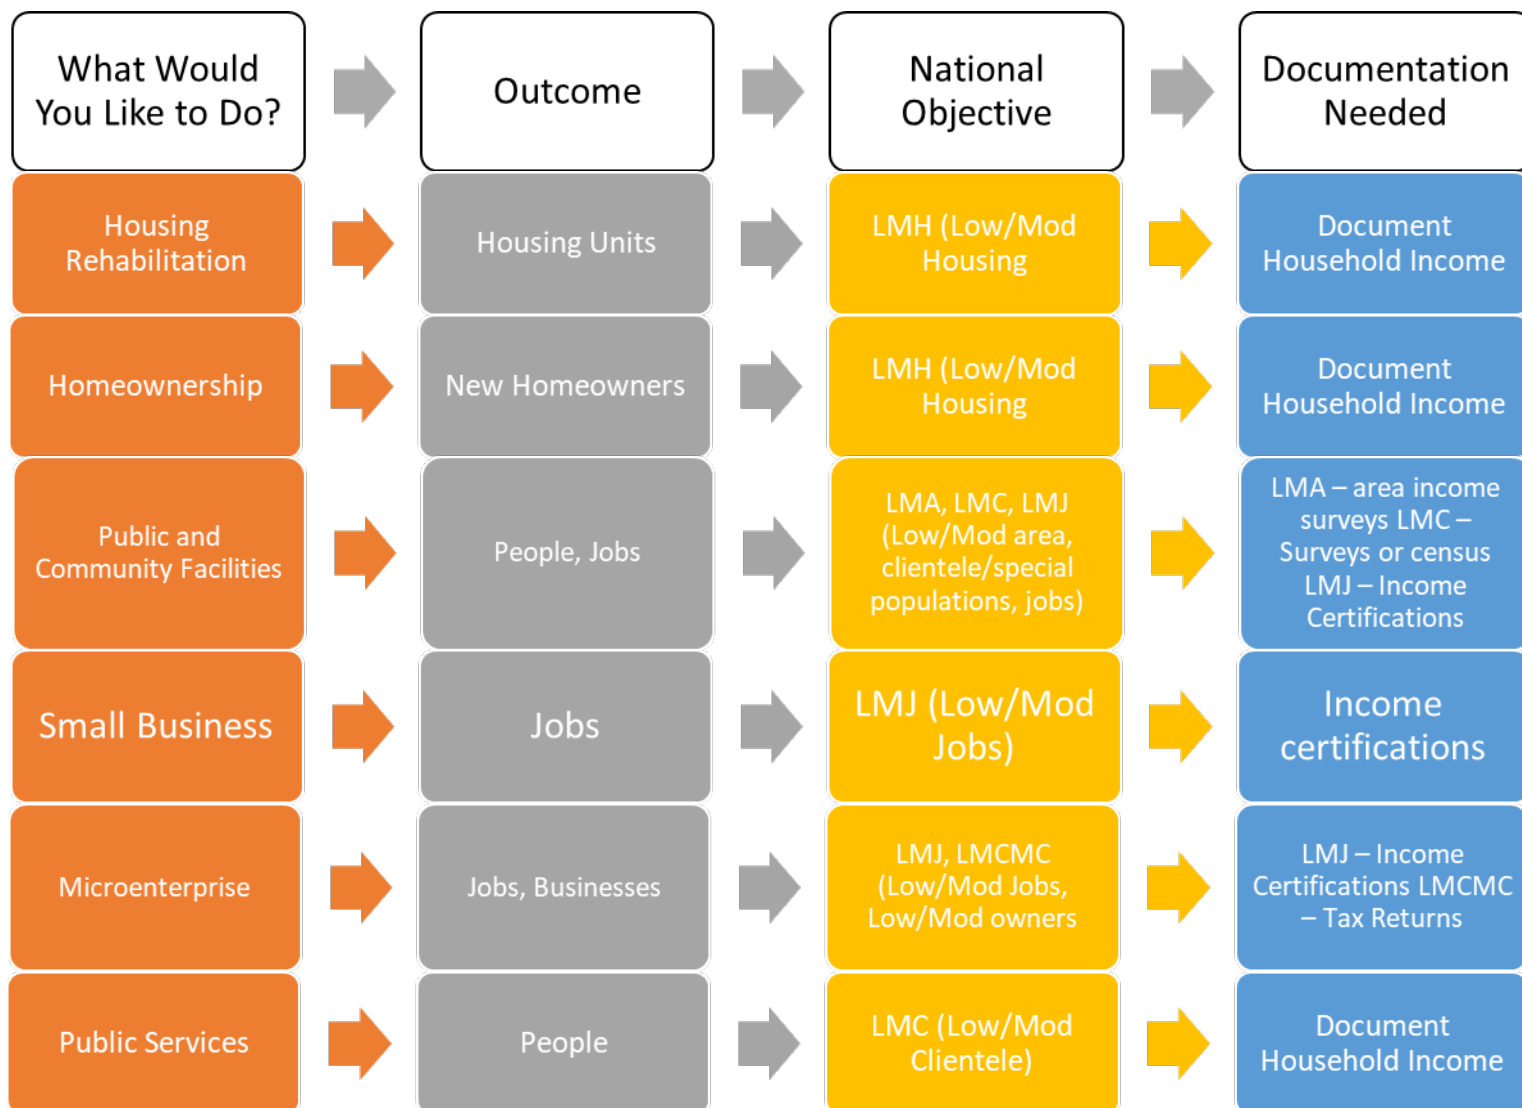 What Would
You Like to Do?
Outcome
National
Objective
Documentation
Needed
Housing
Rehabilitation
Housing Units
LMH (Low/Mod
Housing
Document
Household Income
Homeownership
New Homeowners
LMH (Low/Mod
Housing
Document
Household Income
Public and
Community Facilities
People, Jobs
LMA, LMC, LMJ
(Low/Mod area,
clientele/special
populations, jobs)
LMA – area income
surveys LMC –
Surveys or census
LMJ – Income
Certifications
Small Business
Jobs
LMJ (Low/Mod
Jobs)
Income
certifications
Microenterprise
Jobs, Businesses
LMJ, LMCMC
(Low/Mod Jobs,
Low/Mod owners
LMJ – Income
Certifications LMCMC
– Tax Returns
Public Services
People
LMC (Low/Mod
Clientele)
Document
Household Income